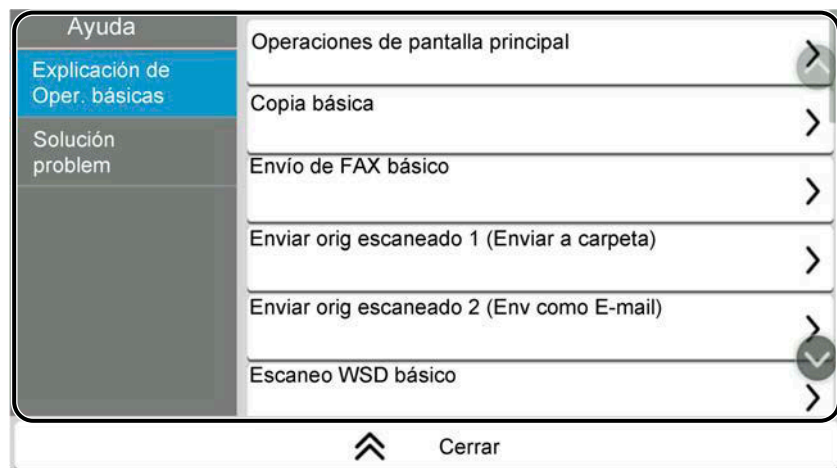 Ayuda
Explicación de
Oper. básicas
Solución
problem
Operaciones de pantalla principal
Copia básica
Envío de FAX básico
Enviar orig escaneado 1 (Enviar a carpeta)
Enviar orig escaneado 2 (Env como E-mail)
Escaneo WSD básico
Cerrar